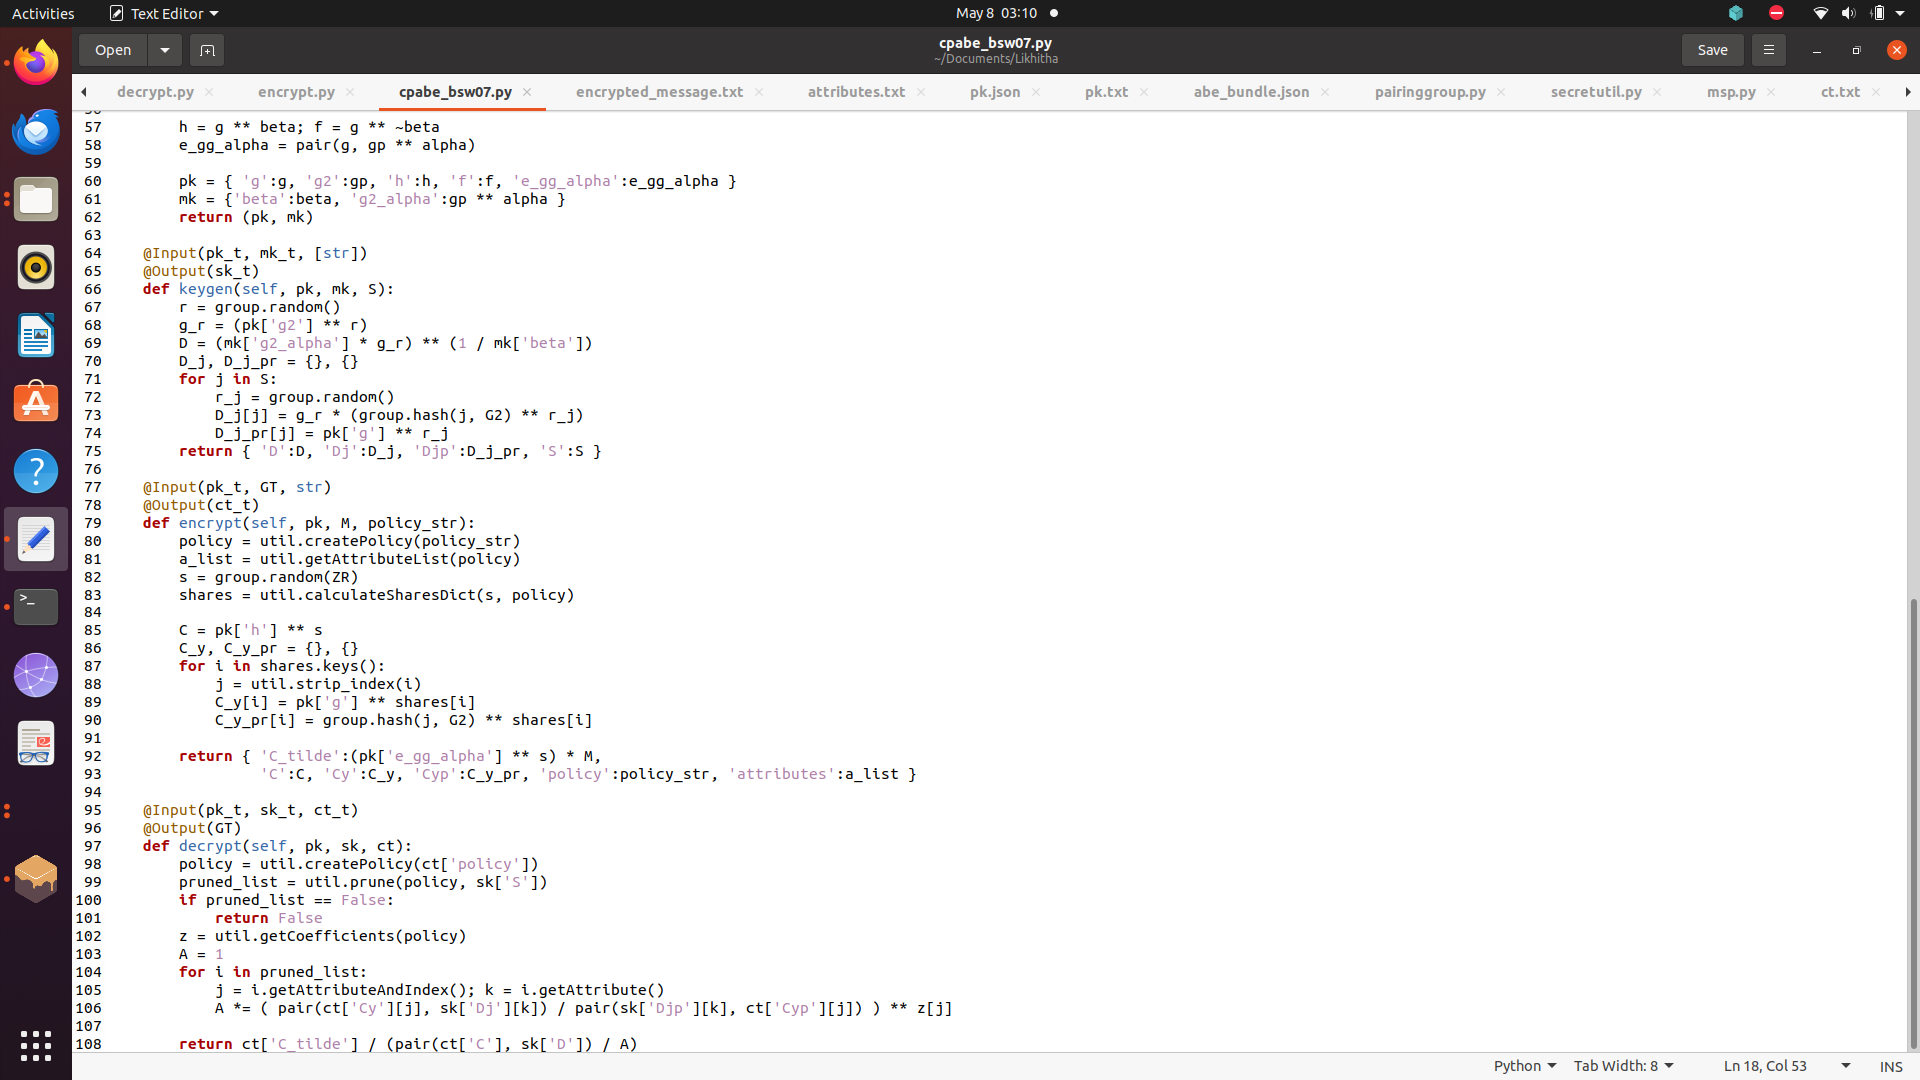 Activities Text Editor May 8 03:10
Open cpabe_bsw07.py Save
~/Documents/Likhitha
decrypt.py encrypt.py cpabe_bsw07.py encrypted_message.txt attributes.txt pk.json pk.txt abe_bundle.json pairinggroup.py secretutil.py msp.py ct.txt
57         h = g ** beta; f = g ** ~beta
58         e_gg_alpha = pair(g, gp ** alpha)
59
60         pk = { 'g':g, 'g2':gp, 'h':h, 'f':f, 'e_gg_alpha':e_gg_alpha }
61         mk = {'beta':beta, 'g2_alpha':gp ** alpha }
62         return (pk, mk)
63
64     @Input(pk_t, mk_t, [str])
65     @Output(sk_t)
66     def keygen(self, pk, mk, S):
67         r = group.random()
68         g_r = (pk['g2'] ** r)
69         D = (mk['g2_alpha'] * g_r) ** (1 / mk['beta'])
70         D_j, D_j_pr = {}, {}
71         for j in S:
72             r_j = group.random()
73             D_j[j] = g_r * (group.hash(j, G2) ** r_j)
74             D_j_pr[j] = pk['g'] ** r_j
75         return { 'D':D, 'Dj':D_j, 'Djp':D_j_pr, 'S':S }
76
77     @Input(pk_t, GT, str)
78     @Output(ct_t)
79     def encrypt(self, pk, M, policy_str):
80         policy = util.createPolicy(policy_str)
81         a_list = util.getAttributeList(policy)
82         s = group.random(ZR)
83         shares = util.calculateSharesDict(s, policy)
84
85         C = pk['h'] ** s
86         C_y, C_y_pr = {}, {}
87         for i in shares.keys():
88             j = util.strip_index(i)
89             C_y[i] = pk['g'] ** shares[i]
90             C_y_pr[i] = group.hash(j, G2) ** shares[i]
91
92         return { 'C_tilde':(pk['e_gg_alpha'] ** s) * M,
93                  'C':C, 'Cy':C_y, 'Cyp':C_y_pr, 'policy':policy_str, 'attributes':a_list }
94
95     @Input(pk_t, sk_t, ct_t)
96     @Output(GT)
97     def decrypt(self, pk, sk, ct):
98         policy = util.createPolicy(ct['policy'])
99         pruned_list = util.prune(policy, sk['S'])
100         if pruned_list == False:
101             return False
102         z = util.getCoefficients(policy)
103         A = 1
104         for i in pruned_list:
105             j = i.getAttributeAndIndex(); k = i.getAttribute()
106             A *= ( pair(ct['Cy'][j], sk['Dj'][k]) / pair(sk['Djp'][k], ct['Cyp'][j]) ) ** z[j]
107
108         return ct['C_tilde'] / (pair(ct['C'], sk['D']) / A)
Python Tab Width: 8 Ln 18, Col 53 INS